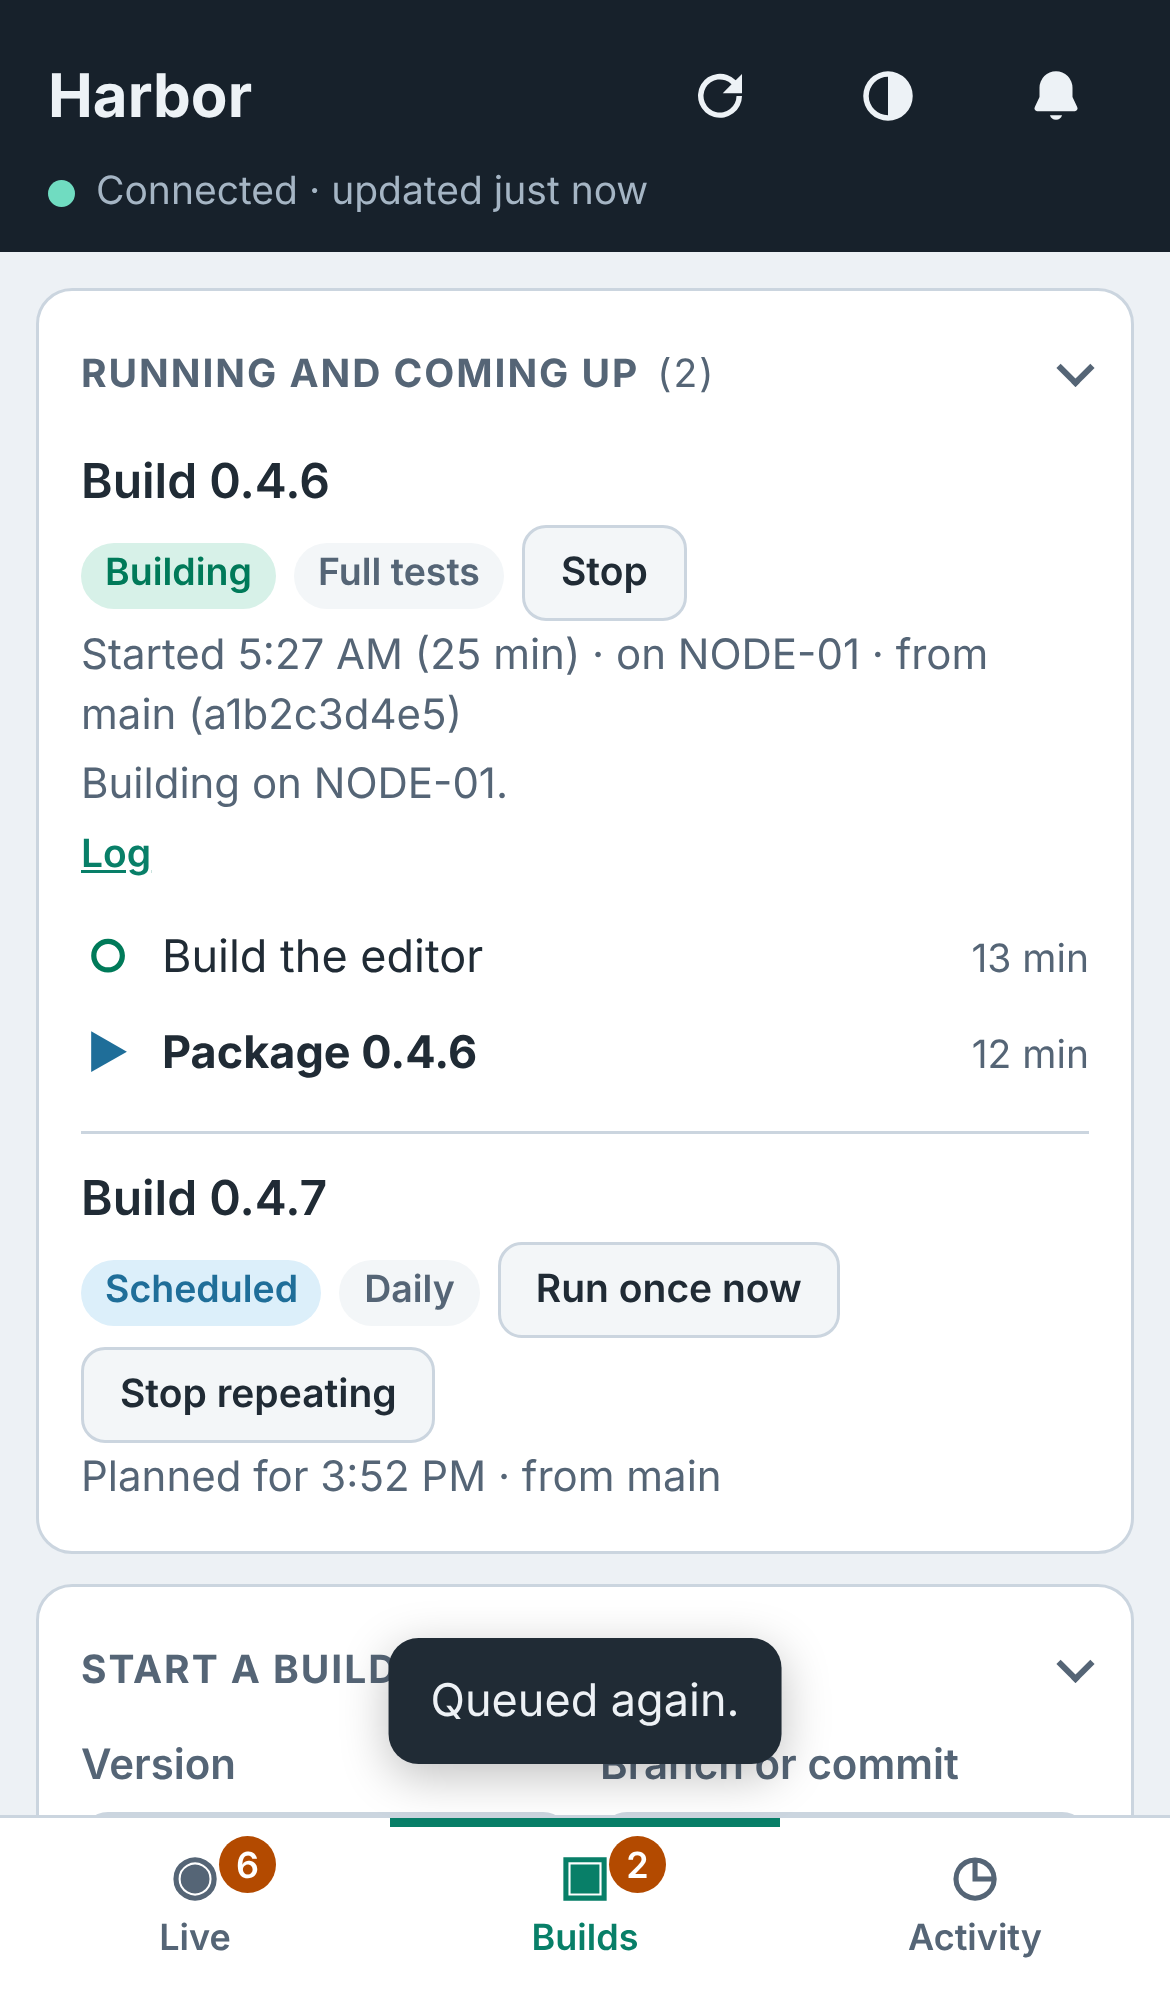 Harbor
Connected · updated just now
RUNNING AND COMING UP (2)
Build 0.4.6
Building Full tests Stop
Started 5:27 AM (25 min) · on NODE-01 · from
main (a1b2c3d4e5)
Building on NODE-01.
Log
Build the editor 13 min
Package 0.4.6 12 min
Build 0.4.7
Scheduled Daily Run once now
Stop repeating
Planned for 3:52 PM · from main
START A BUILD
Queued again.
Version Branch or commit
6 2
Live Builds Activity